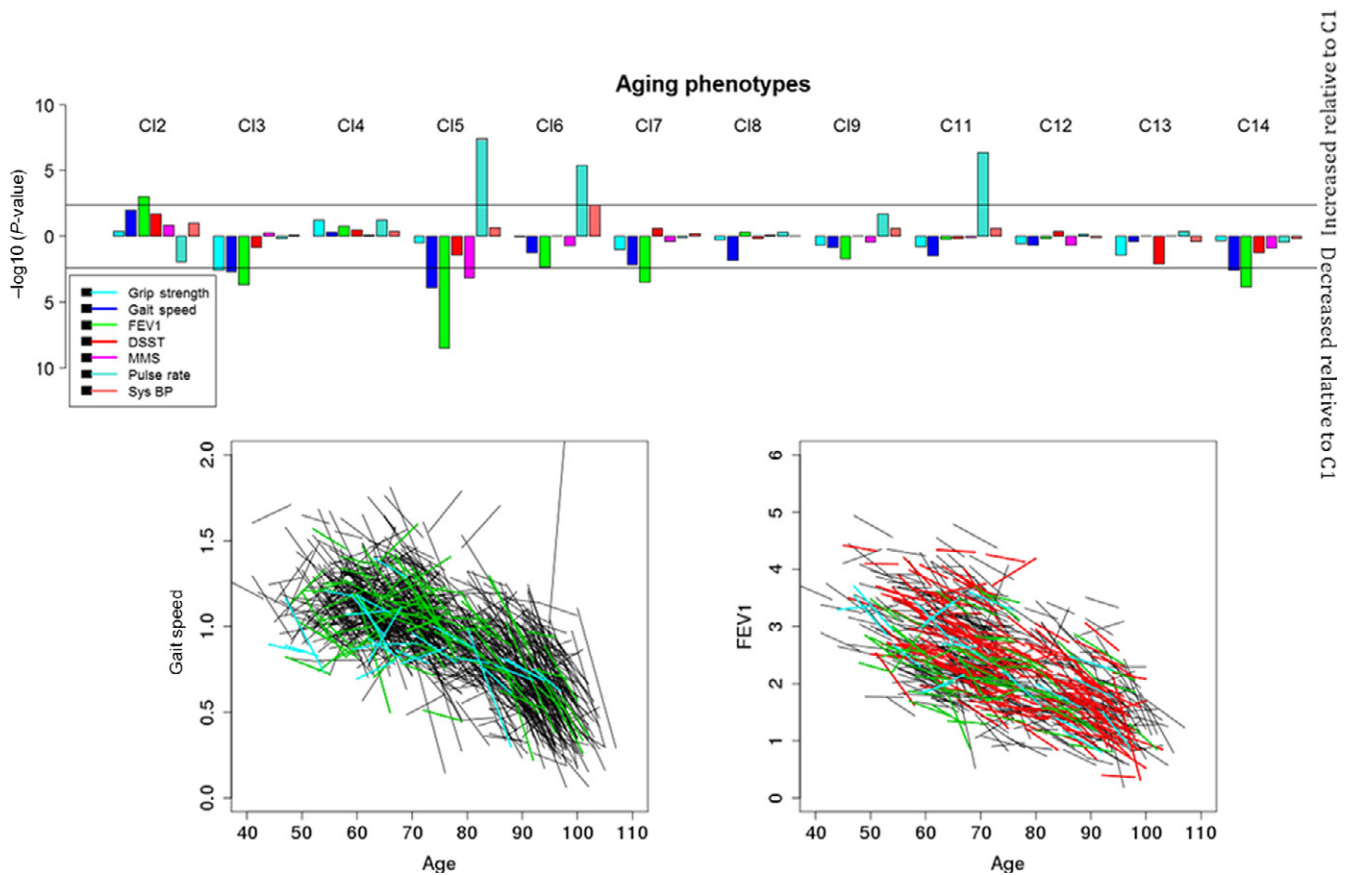 Aging phenotypes
10
5
0
5
10
–log10 (P-value)
Cl2 Cl3 Cl4 Cl5 Cl6 Cl7 Cl8 Cl9 C11 C12 C13 C14
Grip strength
Gait speed
FEV1
DSST
MMS
Pulse rate
Sys BP
Increased relative to C1
Decreased relative to C1
Gait speed
2.0
1.5
1.0
0.5
0.0
40 50 60 70 80 90 100 110
Age
FEV1
6
5
4
3
2
1
0
40 50 60 70 80 90 100 110
Age